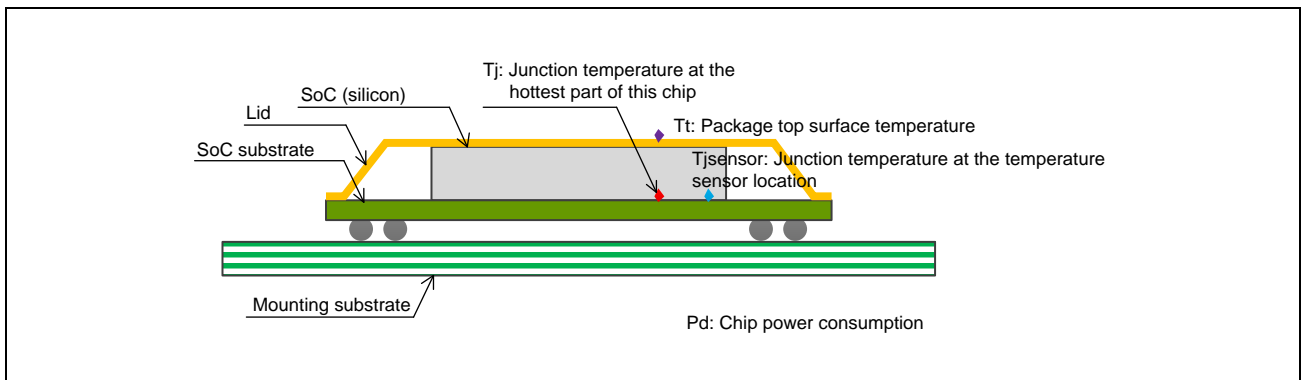 Tj: Junction temperature at the
hottest part of this chip
SoC (silicon)
Lid
Tt: Package top surface temperature
SoC substrate
Tjsensor: Junction temperature at the temperature
sensor location
Mounting substrate
Pd: Chip power consumption